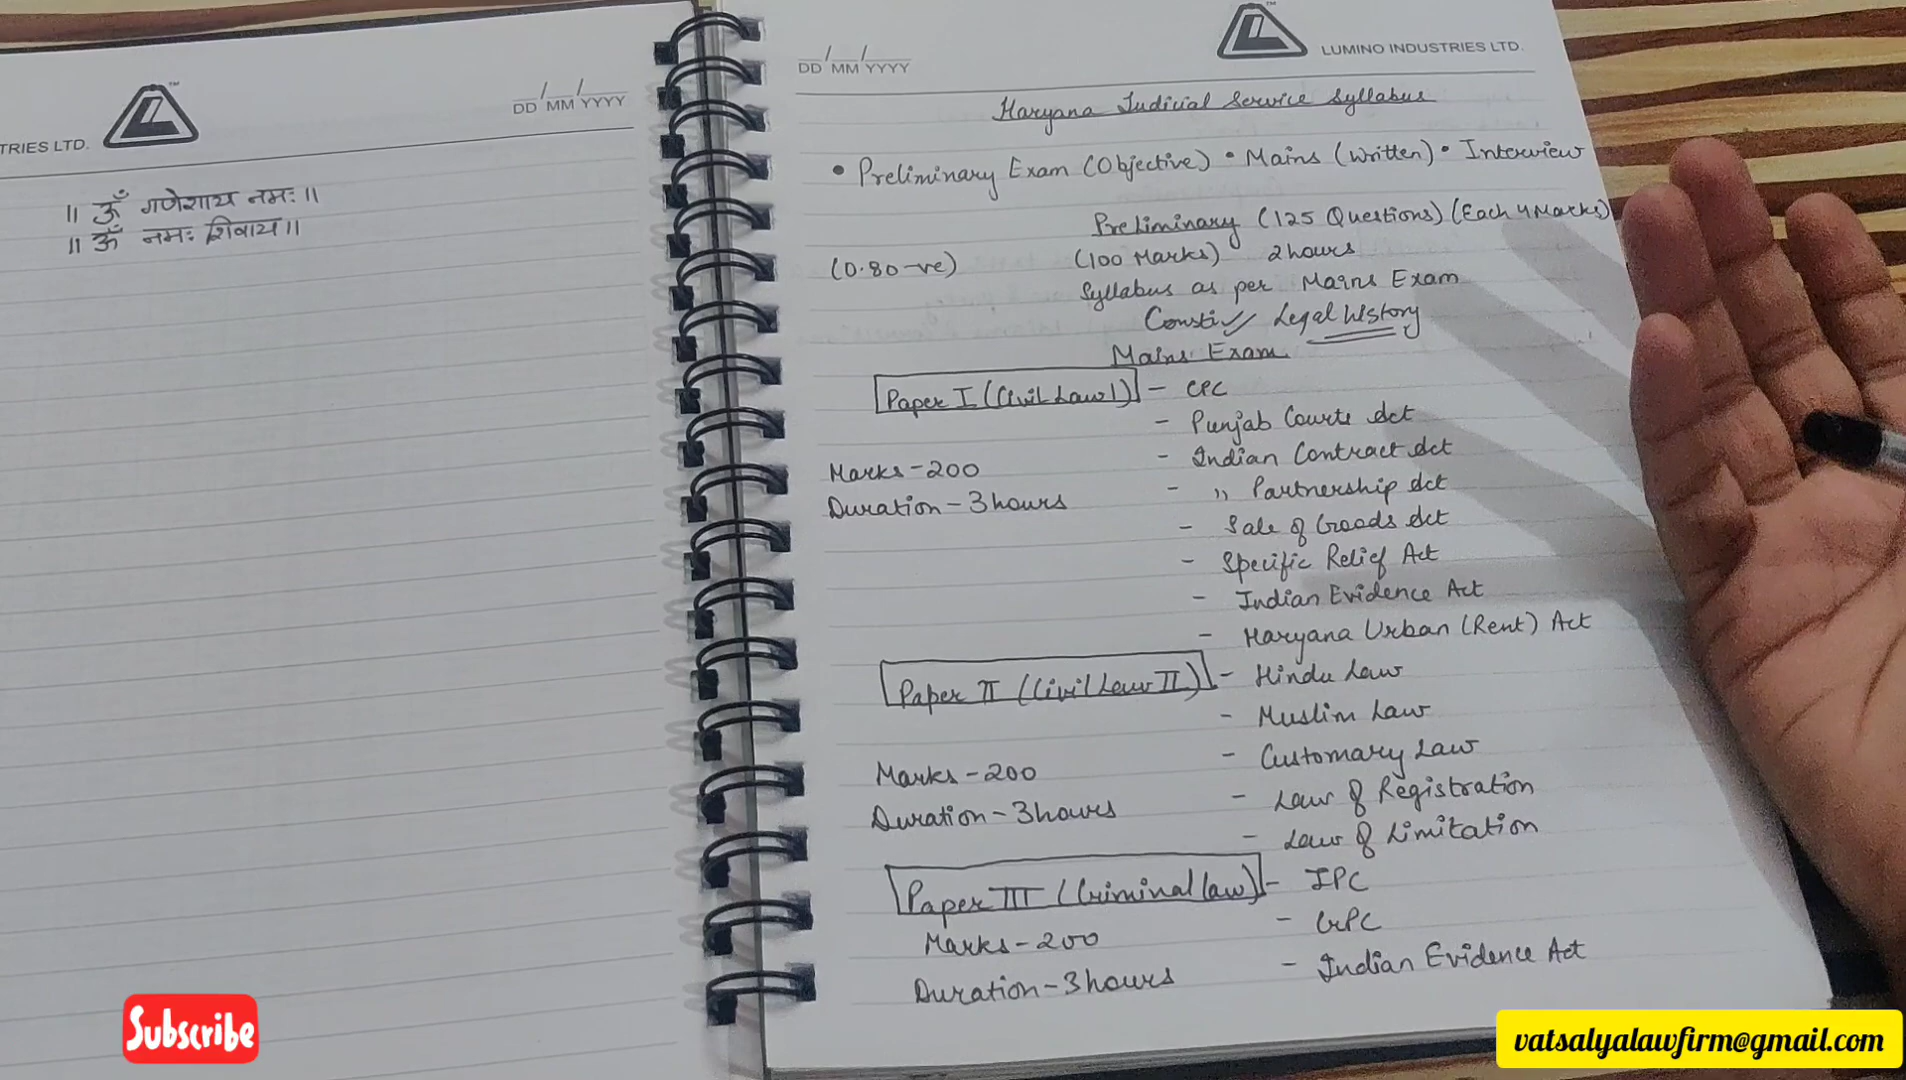 TRIES LTD.
DD/MM/YYYY
॥ ॐ गणेशाय नमः॥
॥ ॐ नमः शिवाय॥
DD/MM/YYYY
LUMINO INDUSTRIES LTD.
Haryana Judicial Service Syllabus
• Preliminary Exam (Objective) • Mains (Written) • Interview
Preliminary (125 Questions) (Each 4 Marks)
(0.80 -ve) (100 Marks) 2 hours
Syllabus as per Mains Exam
Consti Legal history
Mains Exam
Paper I (Civil Law I) - CPC
- Punjab Courts Act
Marks - 200 - Indian Contract Act
Duration - 3 hours - " Partnership Act
- Sale of Goods Act
- Specific Relief Act
- Indian Evidence Act
- Haryana Urban (Rent) Act
Paper II (Civil Law II) - Hindu Law
- Muslim Law
Marks - 200 - Customary Law
Duration - 3 hours - Law of Registration
- Law of Limitation
Paper III (Criminal Law) - IPC
Marks - 200 - CrPC
Duration - 3 hours - Indian Evidence Act
Subscribe
vatsalyalawfirm@gmail.com